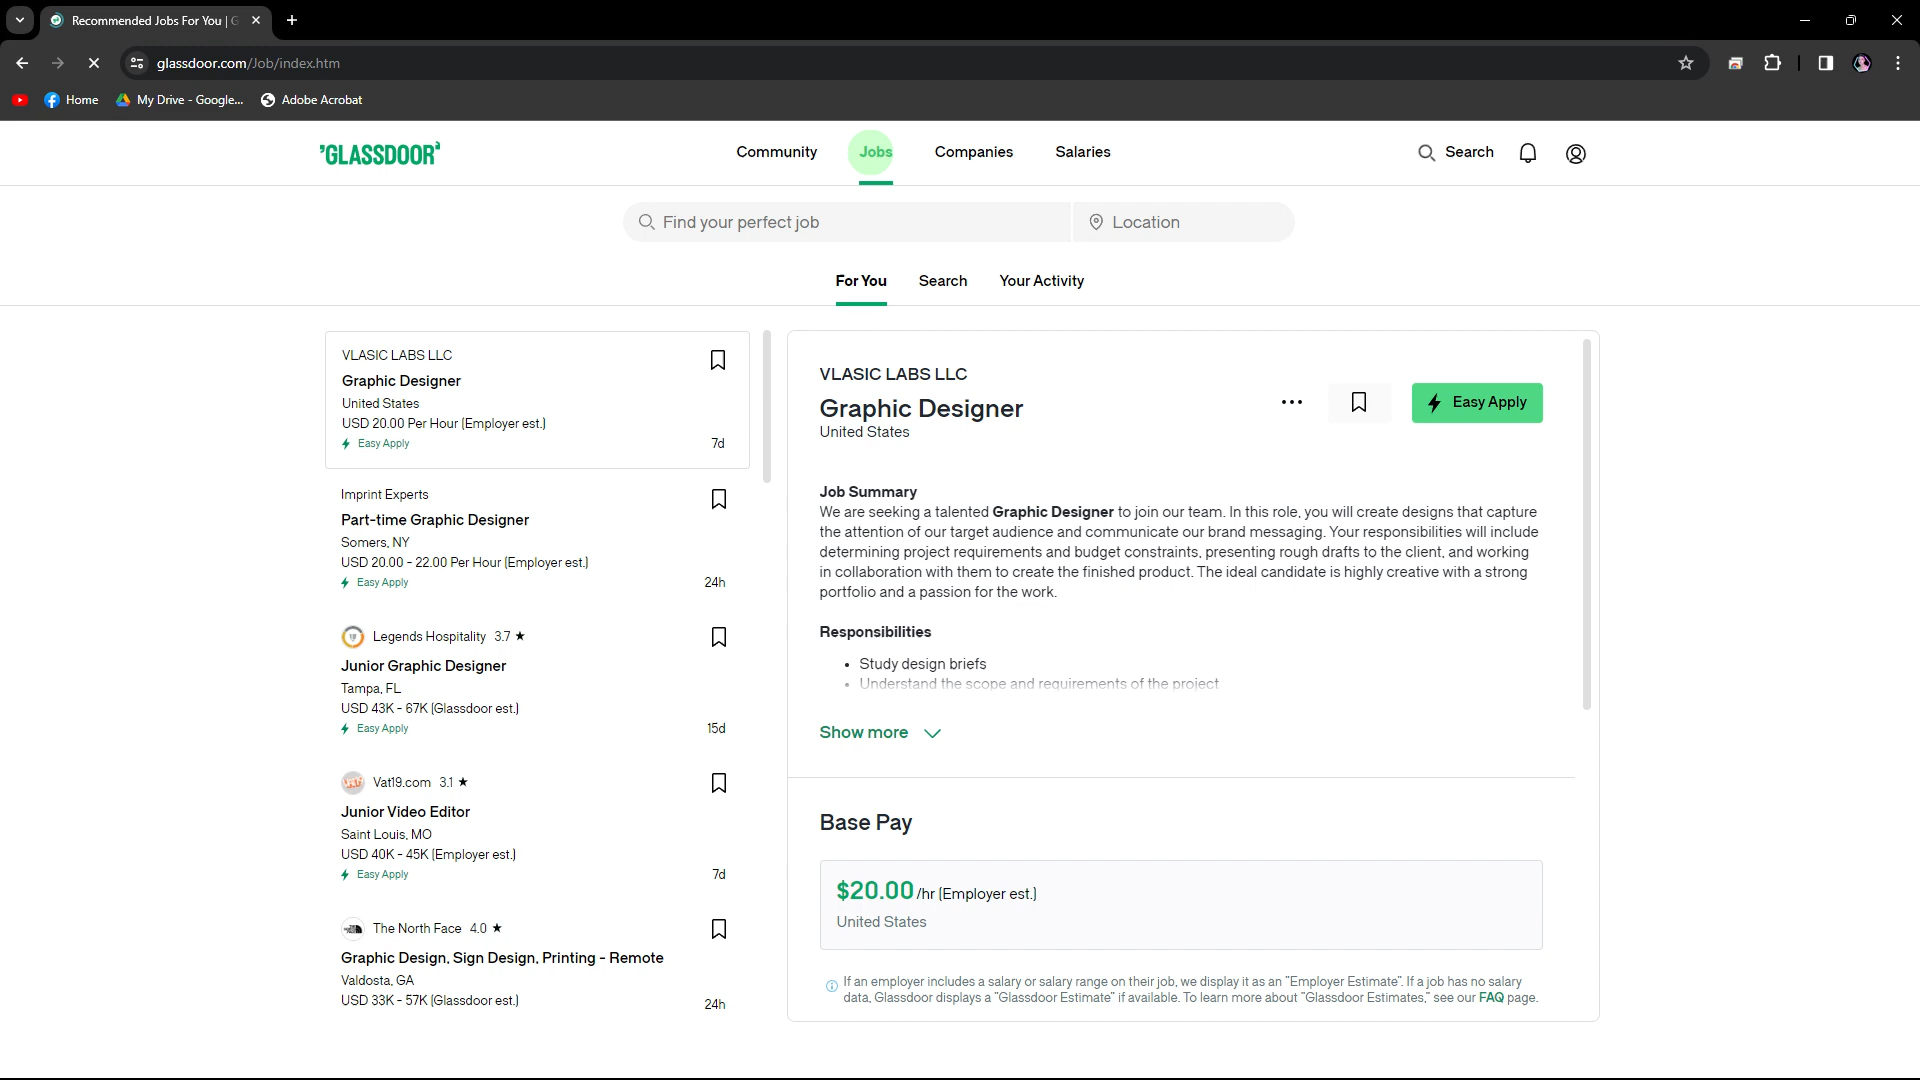 Recommended Jobs For You | G
glassdoor.com/Job/index.htm
Home
My Drive - Google...
Adobe Acrobat
"GLASSDOOR"
Community
Jobs
Companies
Salaries
Search
Find your perfect job
Location
For You
Search
Your Activity
VLASIC LABS LLC
Graphic Designer
United States
USD 20.00 Per Hour (Employer est.)
Easy Apply
7d
Imprint Experts
Part-time Graphic Designer
Somers, NY
USD 20.00 - 22.00 Per Hour (Employer est.)
Easy Apply
24h
Legends Hospitality 3.7 ★
Junior Graphic Designer
Tampa, FL
USD 43K - 67K (Glassdoor est.)
Easy Apply
15d
Vat19.com 3.1 ★
Junior Video Editor
Saint Louis, MO
USD 40K - 45K (Employer est.)
Easy Apply
7d
The North Face 4.0 ★
Graphic Design, Sign Design, Printing - Remote
Valdosta, GA
USD 33K - 57K (Glassdoor est.)
24h
VLASIC LABS LLC
Graphic Designer
United States
Easy Apply
Job Summary
We are seeking a talented Graphic Designer to join our team. In this role, you will create designs that capture
the attention of our target audience and communicate our brand messaging. Your responsibilities will include
determining project requirements and budget constraints, presenting rough drafts to the client, and working
in collaboration with them to create the finished product. The ideal candidate is highly creative with a strong
portfolio and a passion for the work.
Responsibilities
• Study design briefs
• Understand the scope and requirements of the project
Show more
Base Pay
$20.00 /hr (Employer est.)
United States
If an employer includes a salary or salary range on their job, we display it as an "Employer Estimate". If a job has no salary
data, Glassdoor displays a "Glassdoor Estimate" if available. To learn more about "Glassdoor Estimates," see our FAQ page.